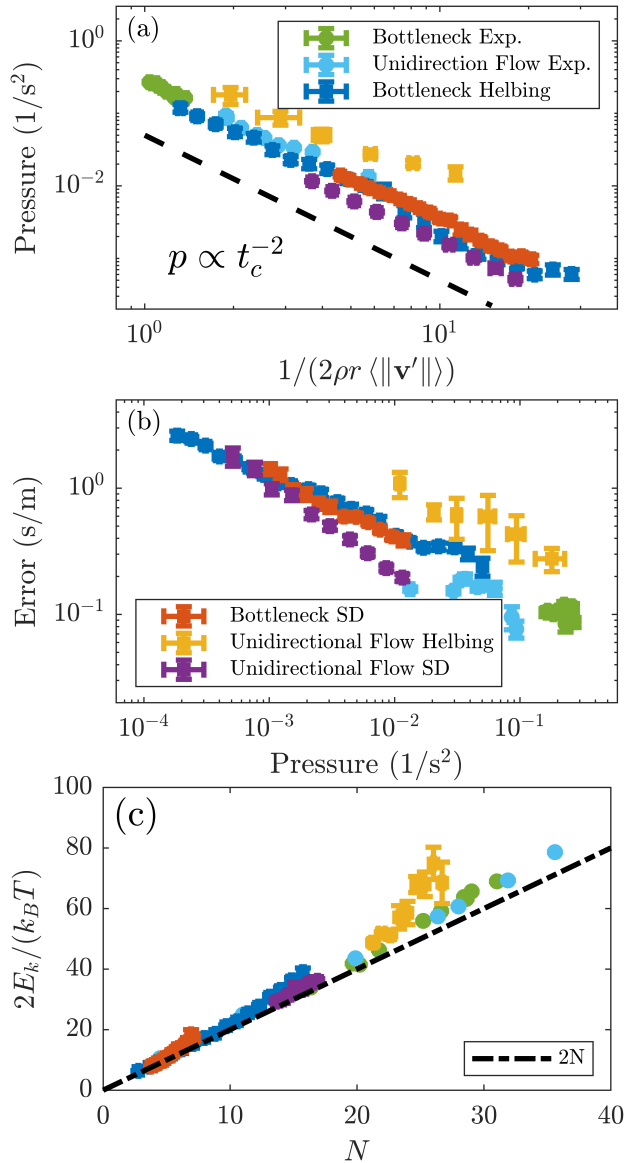 (a)
10^0
10^-2
Pressure (1/s²)
Bottleneck Exp.
Unidirection Flow Exp.
Bottleneck Helbing
p ∝ t_c^-2
10^0
10^1
1/(2ρr ⟨‖v′‖⟩)
(b)
10^0
10^-1
Error (s/m)
Bottleneck SD
Unidirectional Flow Helbing
Unidirectional Flow SD
10^-4
10^-3
10^-2
10^-1
Pressure (1/s²)
(c)
100
80
60
40
20
0
2E_k/(k_B T)
2N
0
10
20
30
40
N